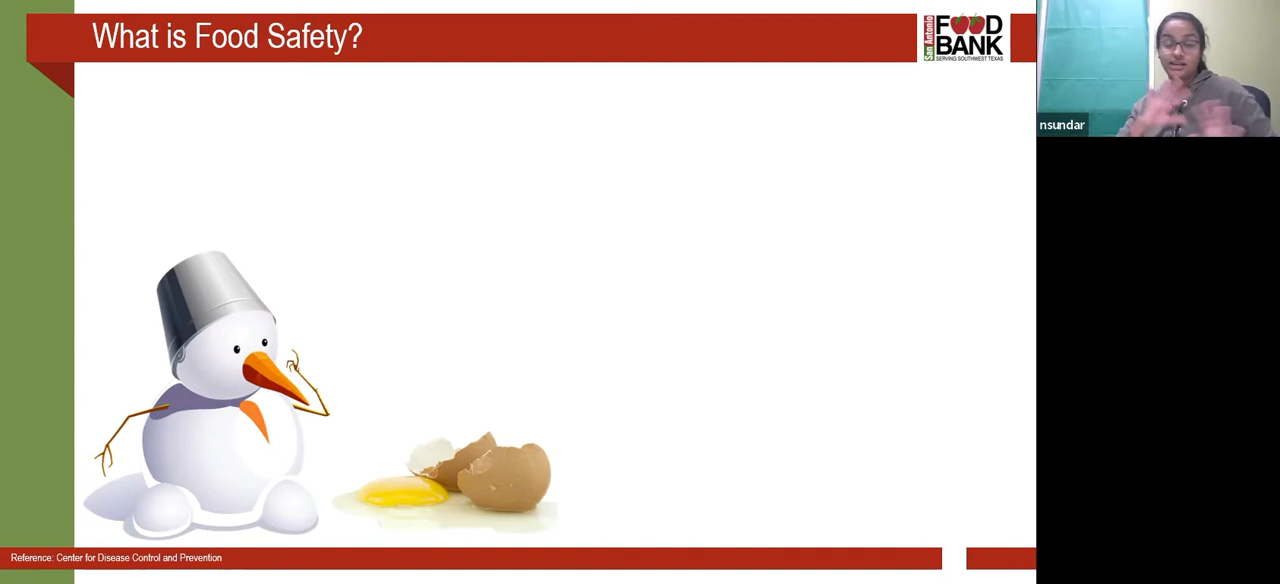 What is Food Safety?
San Antonio
FOOD
BANK
SERVING SOUTHWEST TEXAS
nsundar
Reference: Center for Disease Control and Prevention